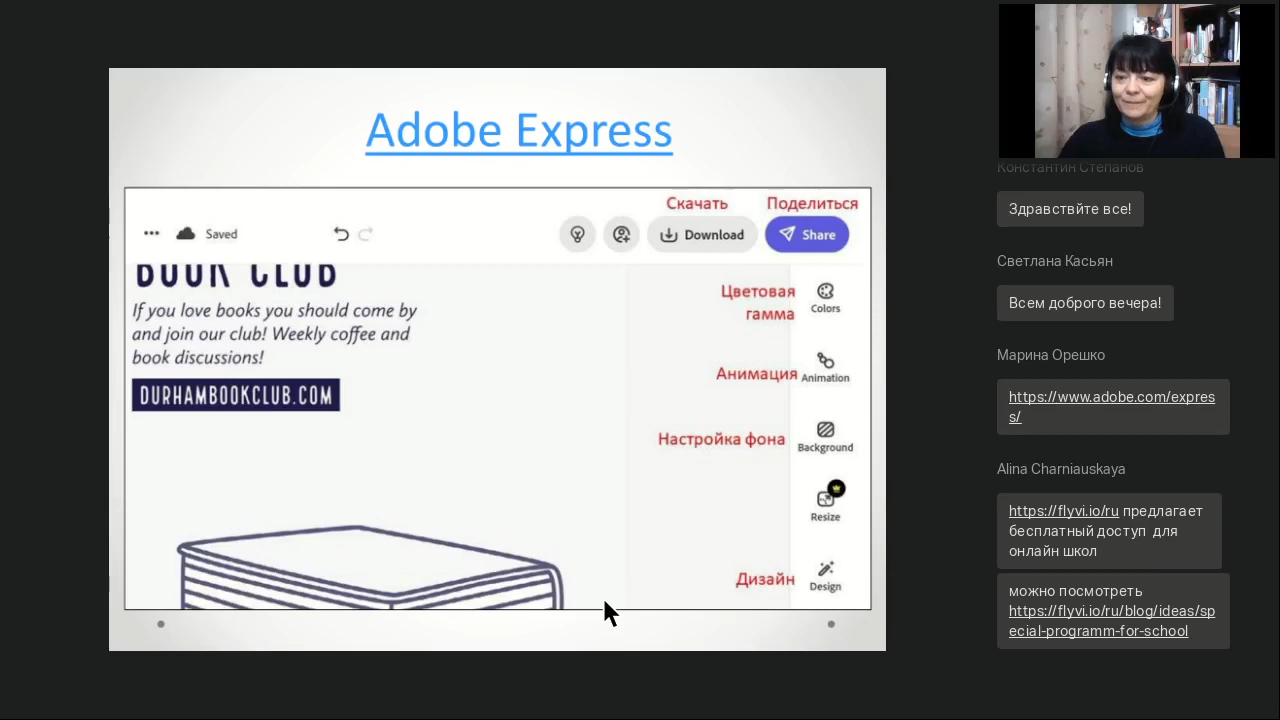 Adobe Express
Скачать
Поделиться
Saved
Download
Share
BOOK CLUB
If you love books you should come by
and join our club! Weekly coffee and
book discussions!
DURHAMBOOKCLUB.COM
Цветовая
гамма
Colors
Анимация
Animation
Настройка фона
Background
Resize
Дизайн
Design
Константин Степанов
Здравствйте все!
Светлана Касьян
Всем доброго вечера!
Марина Орешко
https://www.adobe.com/expres
s/
Alina Charniauskaya
https://flyvi.io/ru предлагает
бесплатный доступ для
онлайн школ
можно посмотреть
https://flyvi.io/ru/blog/ideas/sp
ecial-programm-for-school